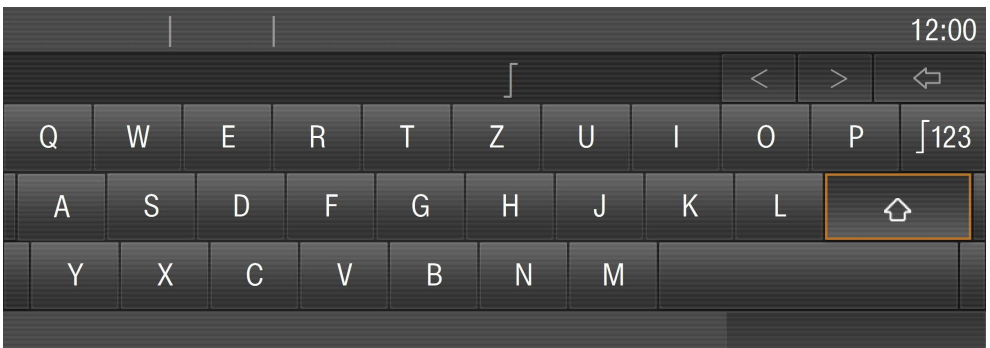 12:00
< >
Q W E R T Z U I O P 123
A S D F G H J K L
Y X C V B N M